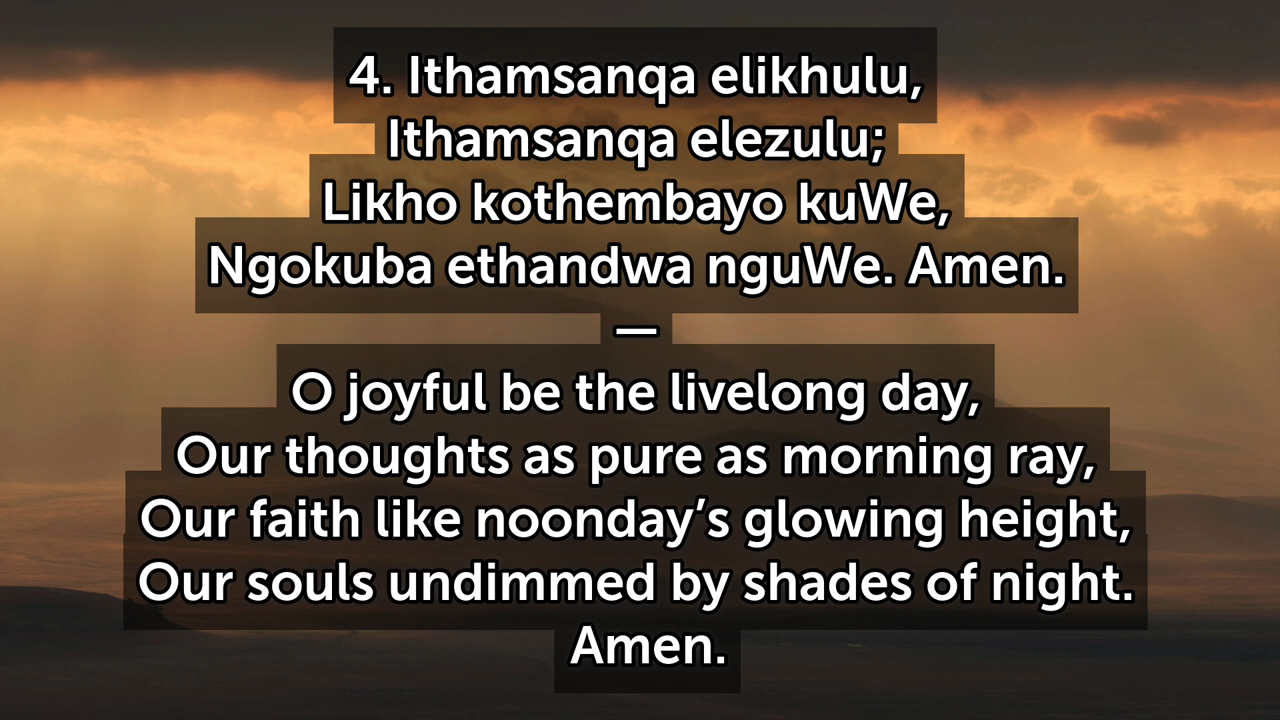 4. Ithamsanqa elikhulu,
Ithamsanqa elezulu;
Likho kothembayo kuWe,
Ngokuba ethandwa nguWe. Amen.
—
O joyful be the livelong day,
Our thoughts as pure as morning ray,
Our faith like noonday’s glowing height,
Our souls undimmed by shades of night.
Amen.